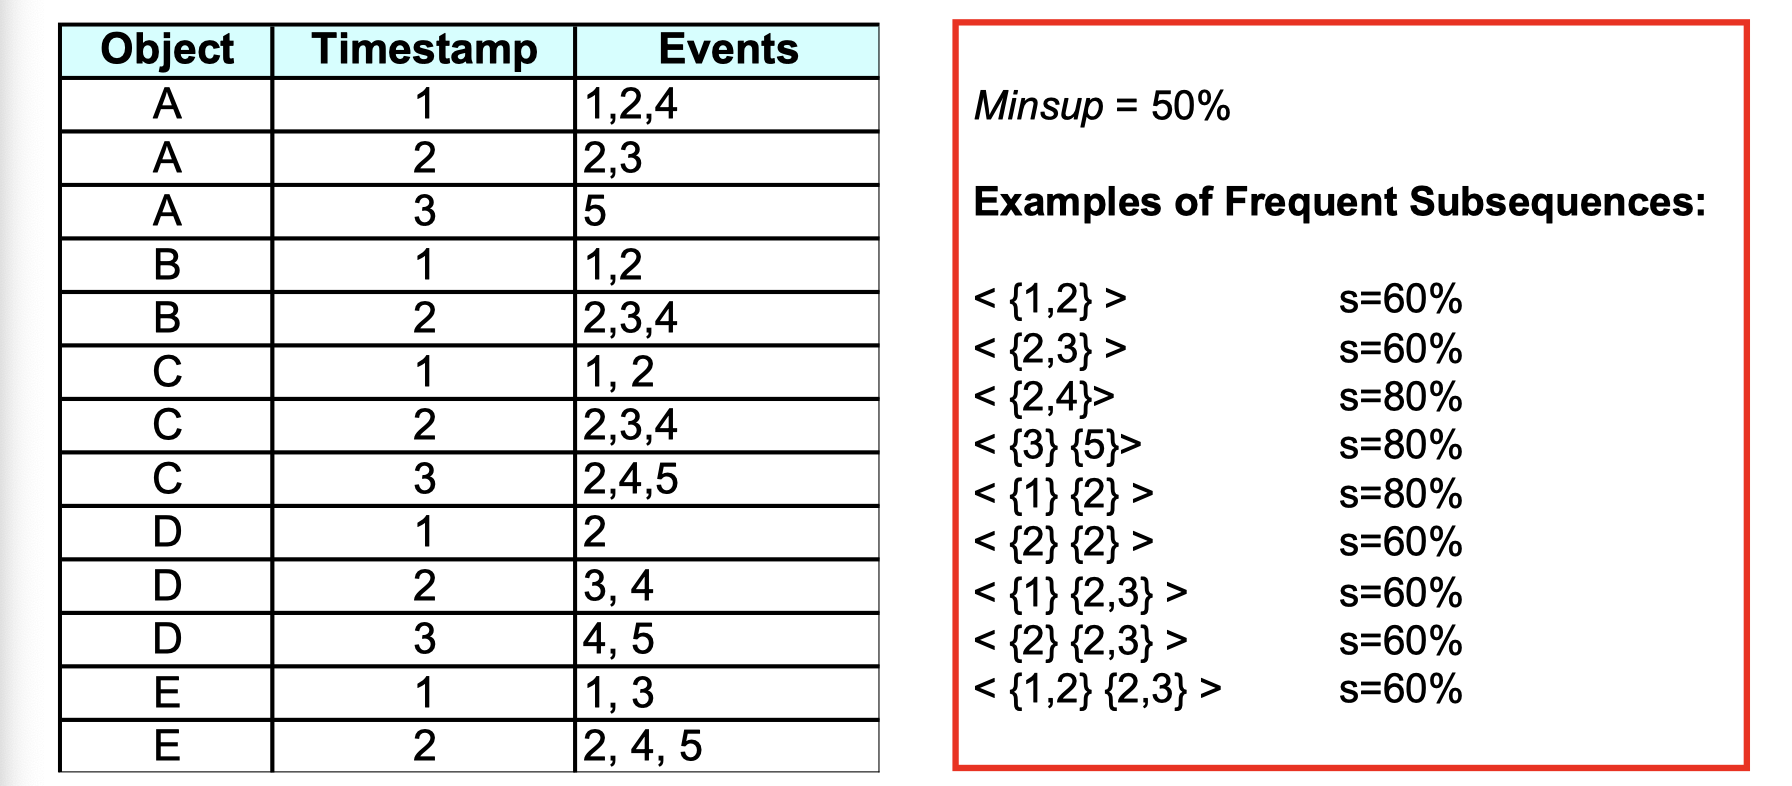 Object Timestamp Events
A 1 1,2,4
A 2 2,3
A 3 5
B 1 1,2
B 2 2,3,4
C 1 1, 2
C 2 2,3,4
C 3 2,4,5
D 1 2
D 2 3, 4
D 3 4, 5
E 1 1, 3
E 2 2, 4, 5
Minsup = 50%
Examples of Frequent Subsequences:
< {1,2} > s=60%
< {2,3} > s=60%
< {2,4}> s=80%
< {3} {5}> s=80%
< {1} {2} > s=80%
< {2} {2} > s=60%
< {1} {2,3} > s=60%
< {2} {2,3} > s=60%
< {1,2} {2,3} > s=60%